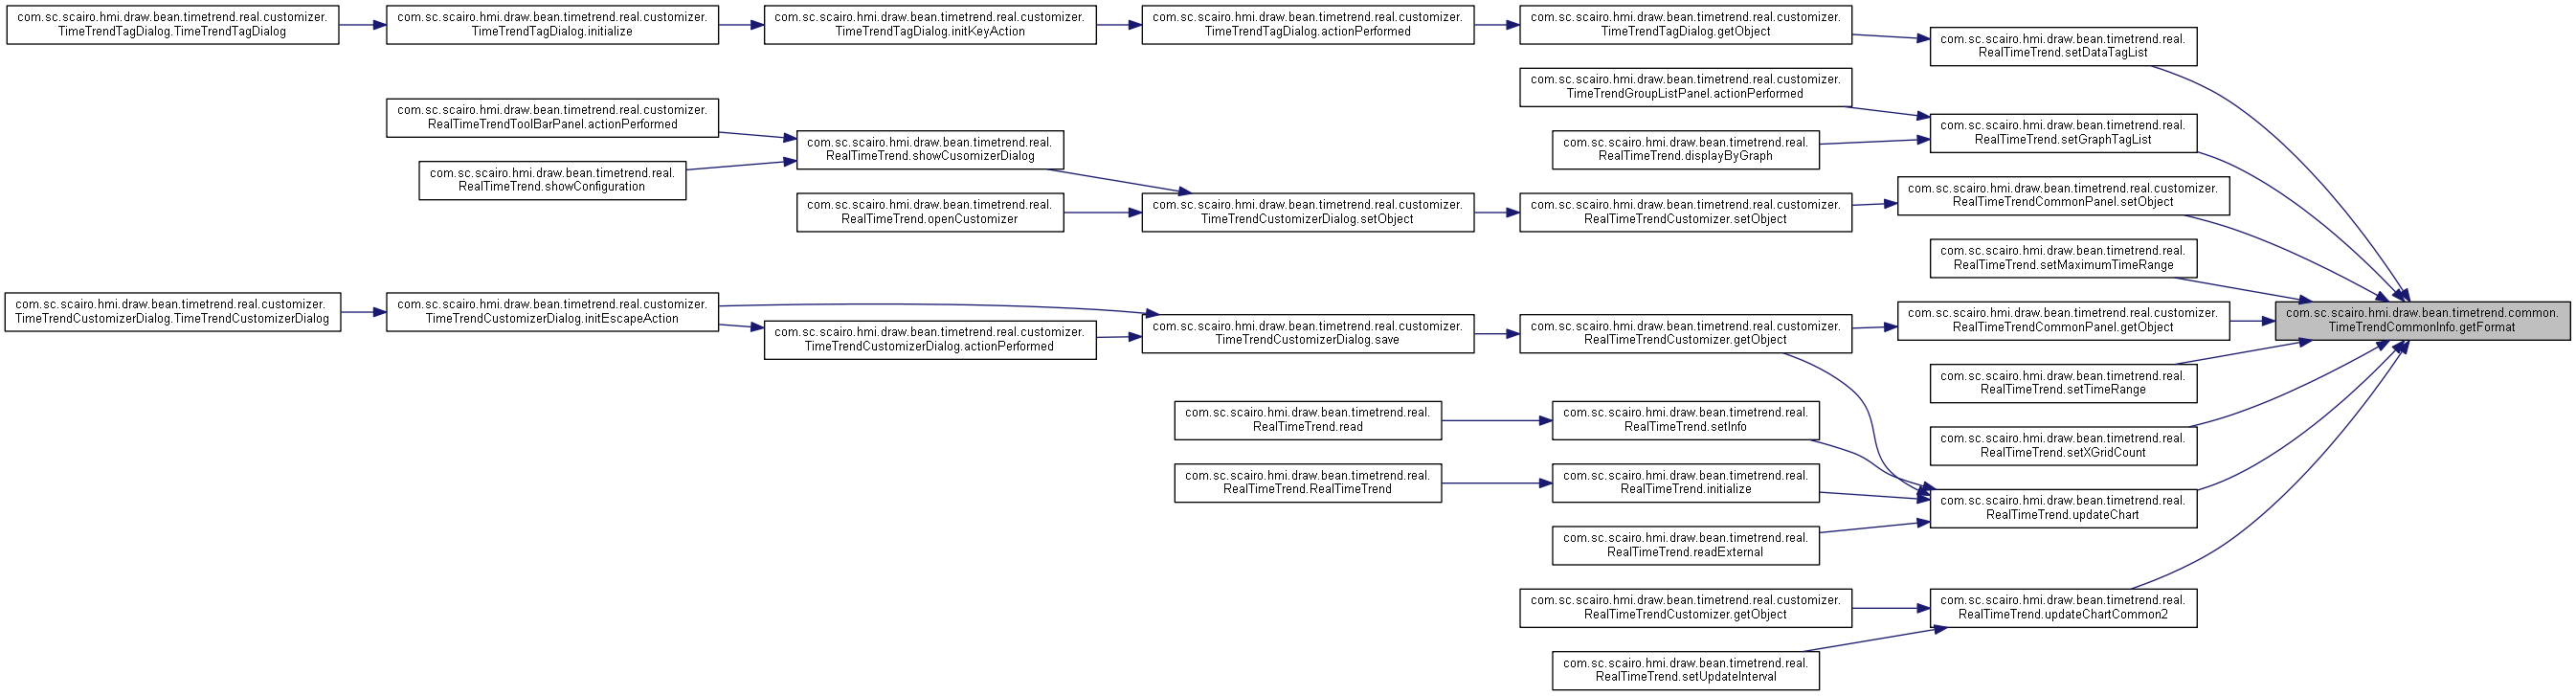 com.sc.scairo.hmi.draw.bean.timetrend.real.customizer.
TimeTrendTagDialog.TimeTrendTagDialog
com.sc.scairo.hmi.draw.bean.timetrend.real.customizer.
TimeTrendTagDialog.initialize
com.sc.scairo.hmi.draw.bean.timetrend.real.customizer.
TimeTrendTagDialog.initKeyAction
com.sc.scairo.hmi.draw.bean.timetrend.real.customizer.
TimeTrendTagDialog.actionPerformed
com.sc.scairo.hmi.draw.bean.timetrend.real.customizer.
TimeTrendTagDialog.getObject
com.sc.scairo.hmi.draw.bean.timetrend.real.
RealTimeTrend.setDataTagList
com.sc.scairo.hmi.draw.bean.timetrend.real.customizer.
TimeTrendGroupListPanel.actionPerformed
com.sc.scairo.hmi.draw.bean.timetrend.real.customizer.
RealTimeTrendToolBarPanel.actionPerformed
com.sc.scairo.hmi.draw.bean.timetrend.real.
RealTimeTrend.showCusomizerDialog
com.sc.scairo.hmi.draw.bean.timetrend.real.
RealTimeTrend.displayByGraph
com.sc.scairo.hmi.draw.bean.timetrend.real.
RealTimeTrend.setGraphTagList
com.sc.scairo.hmi.draw.bean.timetrend.real.
RealTimeTrend.showConfiguration
com.sc.scairo.hmi.draw.bean.timetrend.real.
RealTimeTrend.openCustomizer
com.sc.scairo.hmi.draw.bean.timetrend.real.customizer.
TimeTrendCustomizerDialog.setObject
com.sc.scairo.hmi.draw.bean.timetrend.real.customizer.
RealTimeTrendCustomizer.setObject
com.sc.scairo.hmi.draw.bean.timetrend.real.customizer.
RealTimeTrendCommonPanel.setObject
com.sc.scairo.hmi.draw.bean.timetrend.real.
RealTimeTrend.setMaximumTimeRange
com.sc.scairo.hmi.draw.bean.timetrend.real.customizer.
TimeTrendCustomizerDialog.TimeTrendCustomizerDialog
com.sc.scairo.hmi.draw.bean.timetrend.real.customizer.
TimeTrendCustomizerDialog.initEscapeAction
com.sc.scairo.hmi.draw.bean.timetrend.real.customizer.
TimeTrendCustomizerDialog.actionPerformed
com.sc.scairo.hmi.draw.bean.timetrend.real.customizer.
TimeTrendCustomizerDialog.save
com.sc.scairo.hmi.draw.bean.timetrend.real.customizer.
RealTimeTrendCustomizer.getObject
com.sc.scairo.hmi.draw.bean.timetrend.real.customizer.
RealTimeTrendCommonPanel.getObject
com.sc.scairo.hmi.draw.bean.timetrend.common.
TimeTrendCommonInfo.getFormat
com.sc.scairo.hmi.draw.bean.timetrend.real.
RealTimeTrend.setTimeRange
com.sc.scairo.hmi.draw.bean.timetrend.real.
RealTimeTrend.read
com.sc.scairo.hmi.draw.bean.timetrend.real.
RealTimeTrend.setInfo
com.sc.scairo.hmi.draw.bean.timetrend.real.
RealTimeTrend.setXGridCount
com.sc.scairo.hmi.draw.bean.timetrend.real.
RealTimeTrend.RealTimeTrend
com.sc.scairo.hmi.draw.bean.timetrend.real.
RealTimeTrend.initialize
com.sc.scairo.hmi.draw.bean.timetrend.real.
RealTimeTrend.updateChart
com.sc.scairo.hmi.draw.bean.timetrend.real.
RealTimeTrend.readExternal
com.sc.scairo.hmi.draw.bean.timetrend.real.customizer.
RealTimeTrendCustomizer.getObject
com.sc.scairo.hmi.draw.bean.timetrend.real.
RealTimeTrend.updateChartCommon2
com.sc.scairo.hmi.draw.bean.timetrend.real.
RealTimeTrend.setUpdateInterval